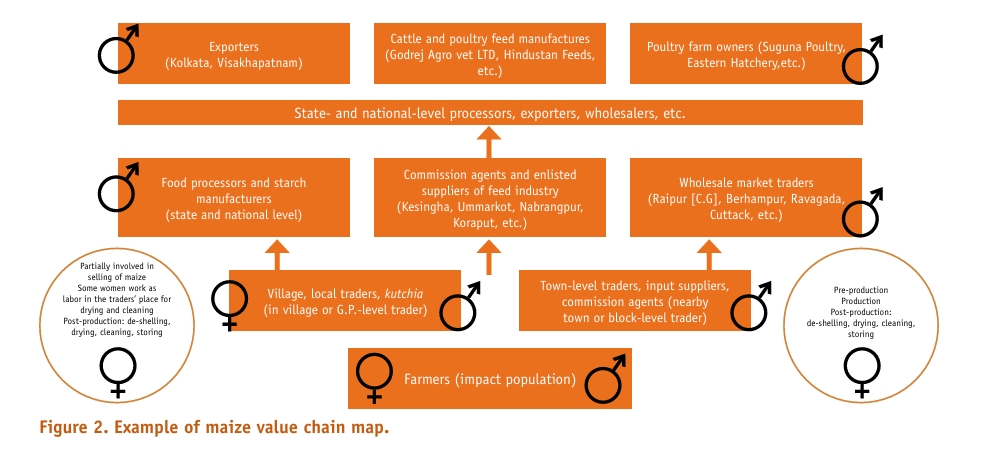 Exporters
(Kolkata, Visakhapatnam)
Cattle and poultry feed manufactures
(Godrej Agro vet LTD, Hindustan Feeds,
etc.)
Poultry farm owners (Suguna Poultry,
Eastern Hatchery,etc.)
State- and national-level processors, exporters, wholesalers, etc.
Food processors and starch
manufacturers
(state and national level)
Commission agents and enlisted
suppliers of feed industry
(Kesingha, Ummarkot, Nabrangpur,
Koraput, etc.)
Wholesale market traders
(Raipur [C.G], Berhampur, Ravagada,
Cuttack, etc.)
Partially involved in
selling of maize
Some women work as
labor in the traders' place for
drying and cleaning
Post-production: de-shelling,
drying, cleaning, storing
Village, local traders, kutchia
(in village or G.P.-level trader)
Town-level traders, input suppliers,
commission agents (nearby
town or block-level trader)
Pre-production
Production
Post-production:
de-shelling, drying, cleaning,
storing
Farmers (impact population)
Figure 2. Example of maize value chain map.